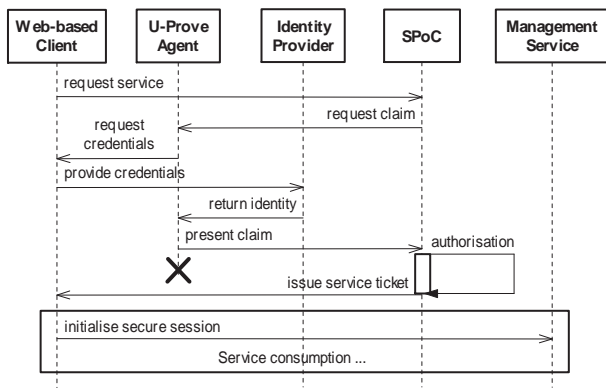 Web-based Client
U-Prove Agent
Identity Provider
SPoC
Management Service
request service
request claim
request
credentials
provide credentials
return identity
present claim
authorisation
issue service ticket
initialise secure session
Service consumption ...